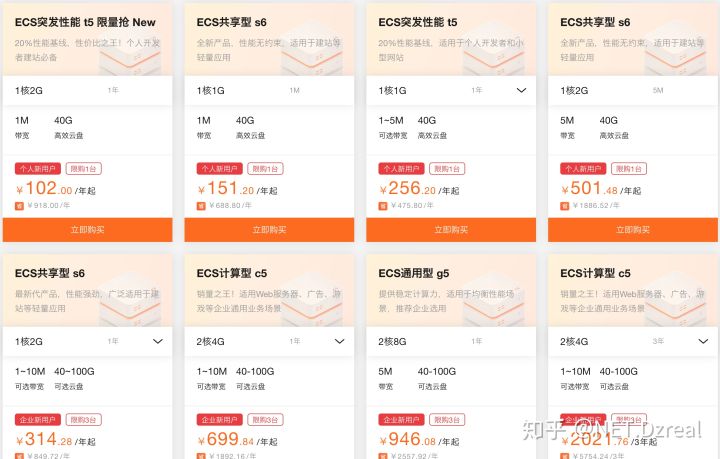 ECS突发性能 t5 限量抢 New
20%性能基线，性价比之王！个人开发
者建站必备
1核2G 1年
1M 40G
带宽 高效云盘
个人新用户 限购1台
￥102.00 /年起
省 ￥918.00/年
立即购买
ECS共享型 s6
全新产品，性能无约束，适用于建站等
轻量应用
1核1G 1M
1M 40G
带宽 高效云盘
个人新用户 限购1台
￥151.20 /年起
省 ￥688.80/年
立即购买
ECS突发性能 t5
20%性能基线，适用于个人开发者和小
型网站
1核1G 1年
1~5M 40G
可选带宽 高效云盘
个人新用户 限购1台
￥256.20 /年起
省 ￥475.80/年
立即购买
ECS共享型 s6
全新产品，性能无约束，适用于建站等
轻量应用
1核2G 5M
5M 40G
带宽 高效云盘
个人新用户 限购1台
￥501.48 /年起
省 ￥1886.52/年
立即购买
ECS共享型 s6
最新代产品，性能强劲，广泛适用于建
站等轻量应用
1核2G 1年
1~10M 40~100G
可选带宽 可选云盘
企业新用户 限购3台
￥314.28 /年起
省 ￥849.72/年
ECS计算型 c5
销量之王！适用Web服务器、广告、游
戏等企业通用业务场景
2核4G 1年
1~10M 40-100G
可选带宽 可选云盘
企业新用户 限购3台
￥699.84 /年起
省 ￥1892.16/年
ECS通用型 g5
提供稳定计算力，适用于均衡性能场
景，推荐企业选用
2核8G 1年
5M 40-100G
带宽 可选云盘
企业新用户 限购3台
￥946.08 /年起
省 ￥2557.92/年
ECS计算型 c5
销量之王！适用Web服务器、广告、游
戏等企业通用业务场景
2核4G 3年
1~10M 40-100G
可选带宽 可选云盘
企业新用户 限购3台
￥2021.76 /3年起
省 ￥5754.24/3年
知乎 @NET.Dzreal